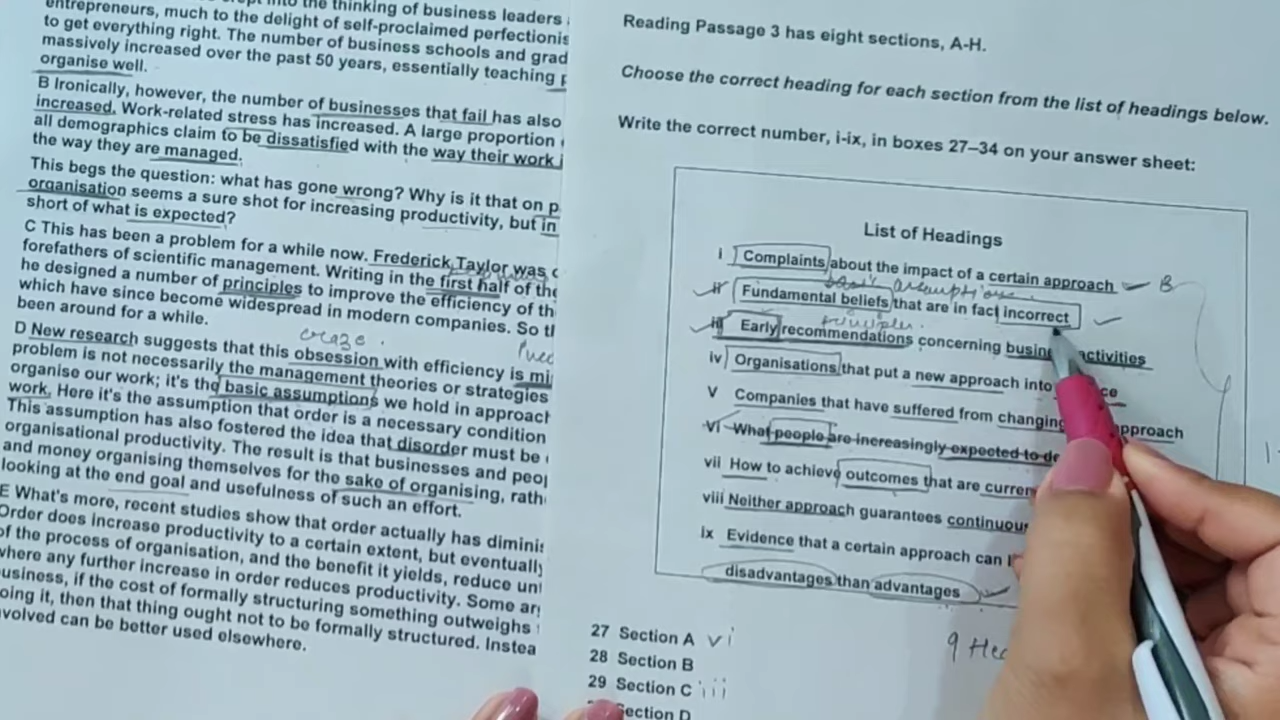 the thinking of business leaders
entrepreneurs, much to the delight of self-proclaimed
to get everything right. The number of business schools and
massively increased over the past 50 years, essentially teaching
organise well.
B Ironically, however, the number of businesses that fail has also
increased. Work-related stress has increased. A large proportion
all demographics claim to be dissatisfied with the way their work
the way they are managed.
This begs the question: what has gone wrong? Why is it that on
organisation seems a sure shot for increasing productivity, but in
short of what is expected?
C This has been a problem for a while now. Frederick Taylor was
forefathers of scientific management. Writing in the first half of the
he designed a number of principles to improve the efficiency of
which have since become widespread in modern companies. So
been around for a while.
craze.
D New research suggests that this obsession with efficiency is
problem is not necessarily the management theories or strategies
organise our work; it's the basic assumptions we hold in
work. Here it's the assumption that order is a necessary condition
This assumption has also fostered the idea that disorder must be
organisational productivity. The result is that businesses and
and money organising themselves for the sake of organising,
looking at the end goal and usefulness of such an effort.
E What's more, recent studies show that order actually has
Order does increase productivity to a certain extent, but
of the process of organisation, and the benefit it yields, reduce
where any further increase in order reduces productivity. Some
business, if the cost of formally structuring something outweighs
doing it, then that thing ought not to be formally structured.
involved can be better used elsewhere.
Reading Passage 3 has eight sections, A-H.
Choose the correct heading for each section from the list of headings below.
Write the correct number, i-ix, in boxes 27–34 on your answer sheet:
List of Headings
i Complaints about the impact of a certain approach B
basic assumptions.
ii Fundamental beliefs that are in fact incorrect
principles.
iii Early recommendations concerning activities
iv Organisations that put a new approach into
v Companies that have suffered from changing approach
vi What people are increasingly expected to
vii How to achieve outcomes that are
viii Neither approach guarantees
ix Evidence that a certain approach can
disadvantages than advantages
9
27 Section A vi
28 Section B
29 Section C iii
Section D